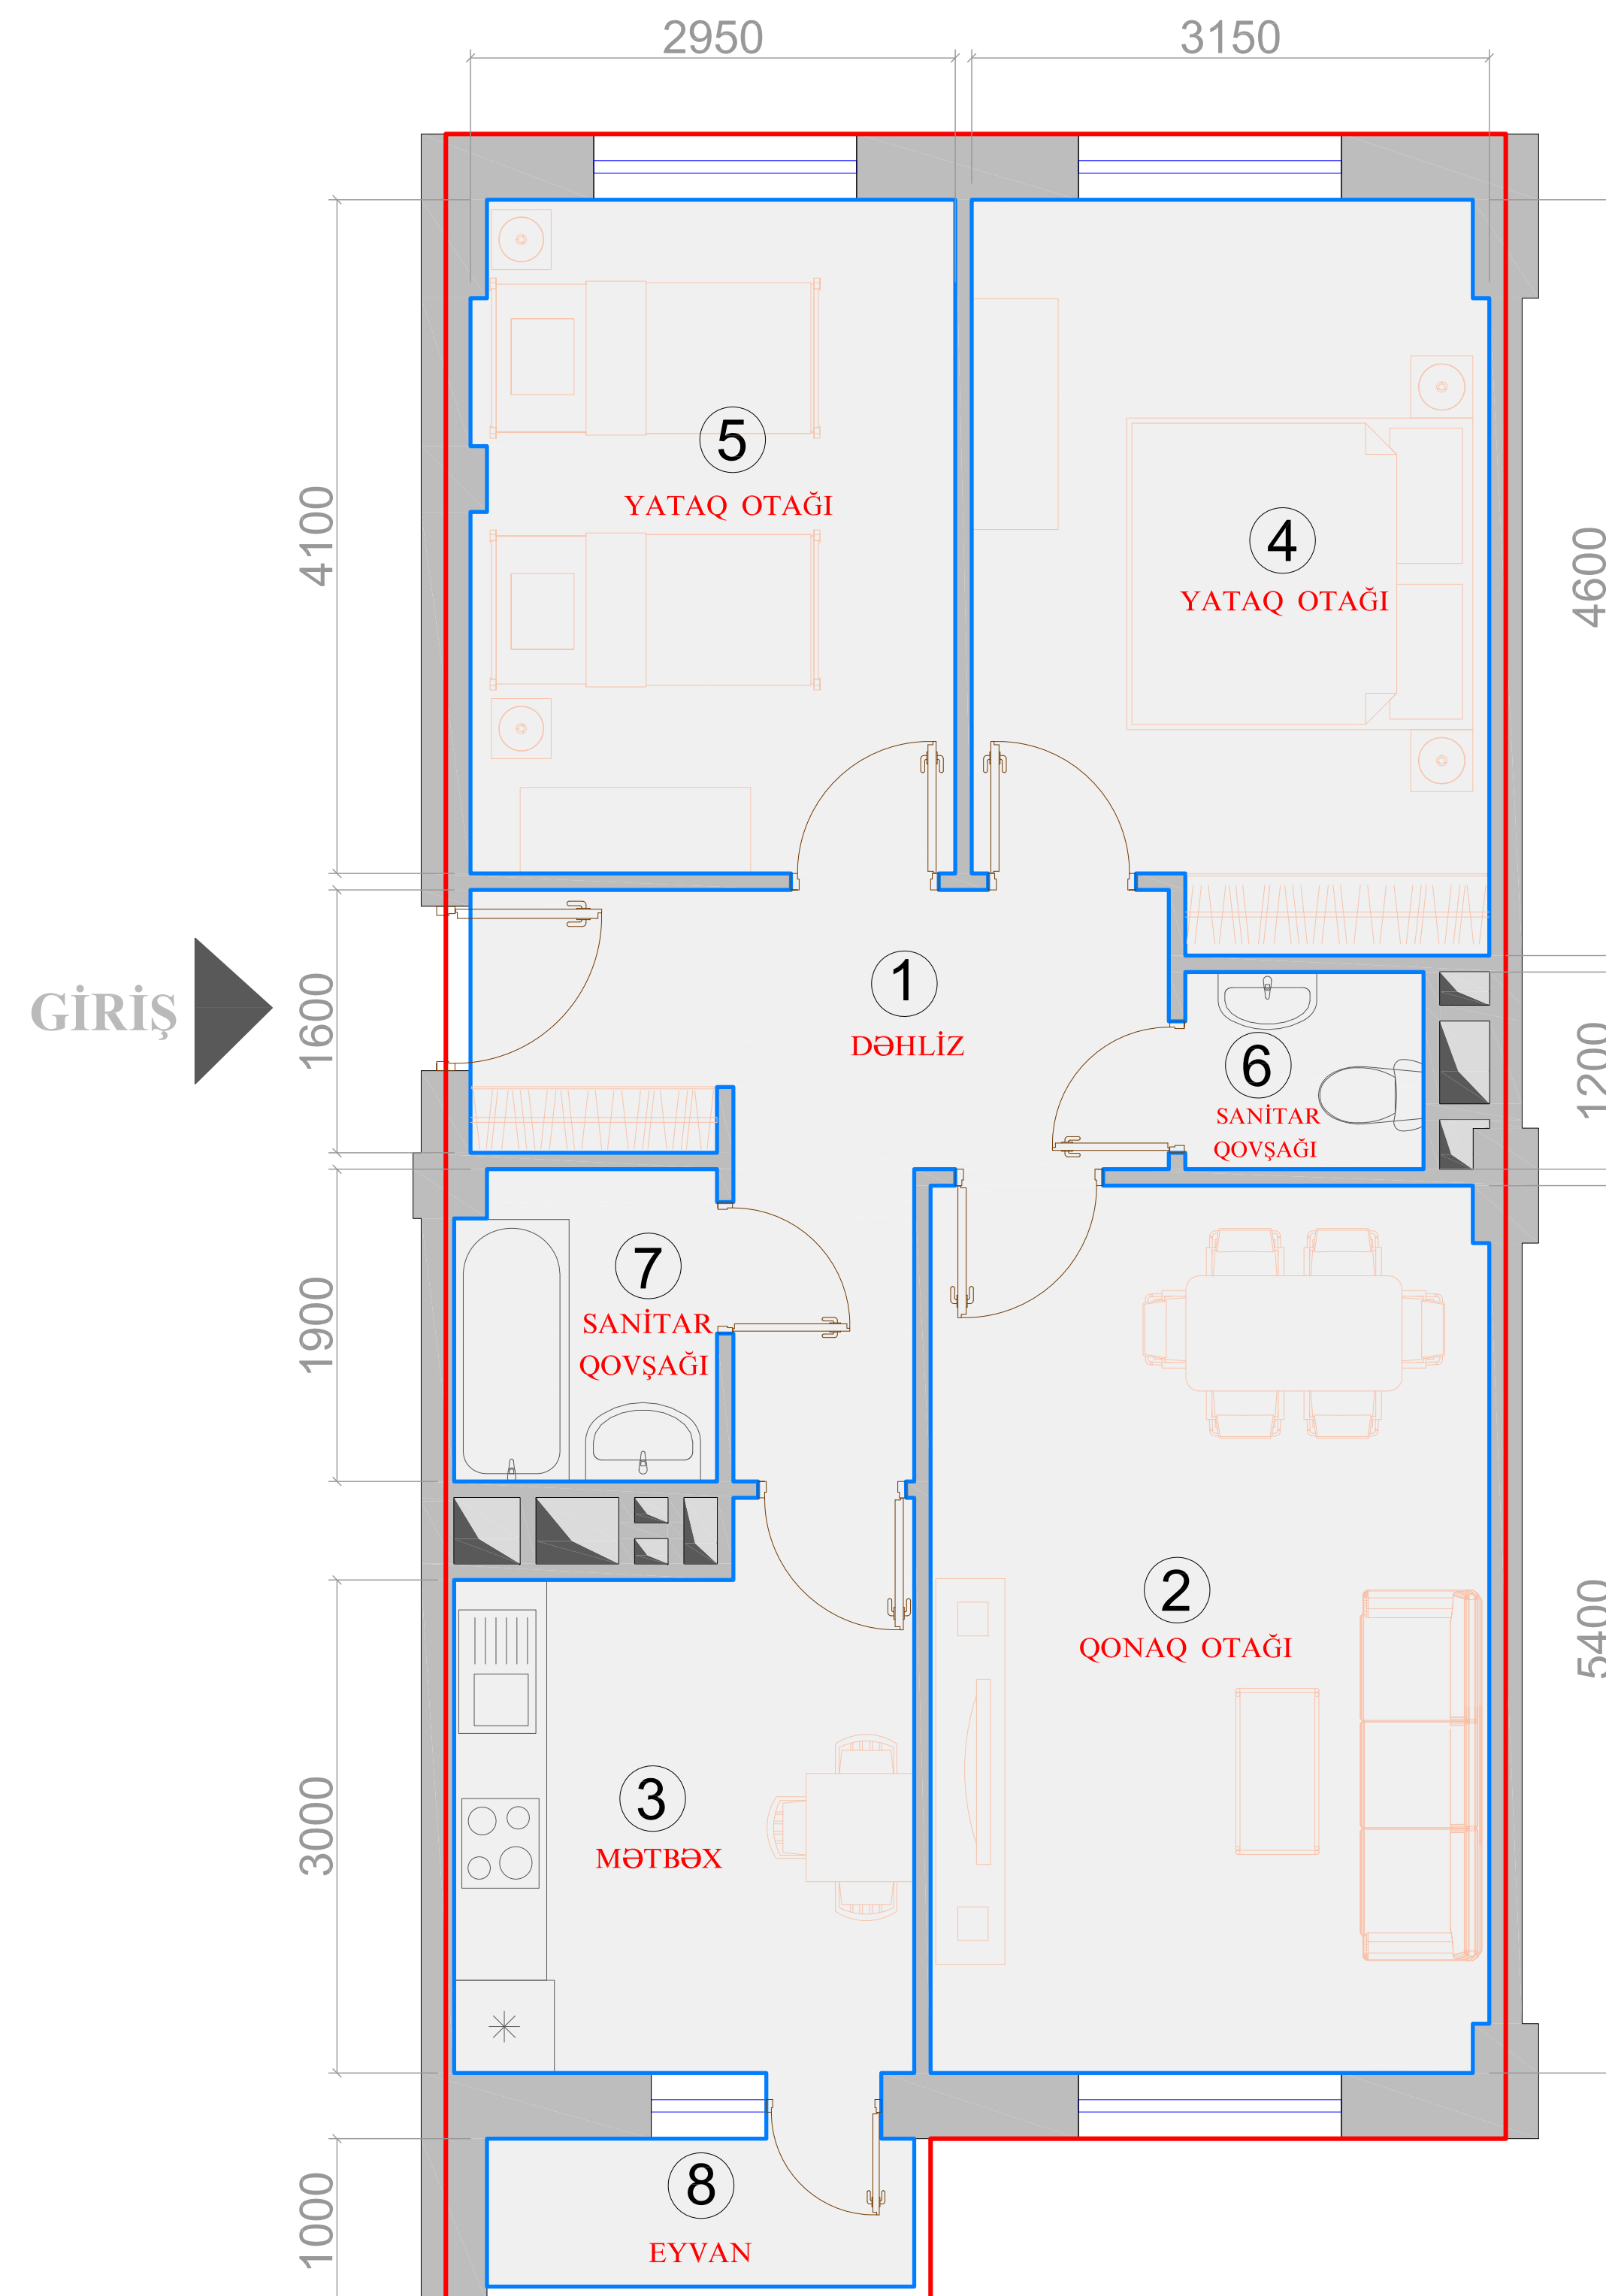 2950
3150
4100
5
YATAQ OTAĞI
4
YATAQ OTAĞI
4600
GİRİŞ
1600
1
DƏHLİZ
6
SANİTAR
QOVŞAĞI
1200
1900
7
SANİTAR
QOVŞAĞI
2
QONAQ OTAĞI
5400
3000
3
MƏTBƏX
1000
8
EYVAN